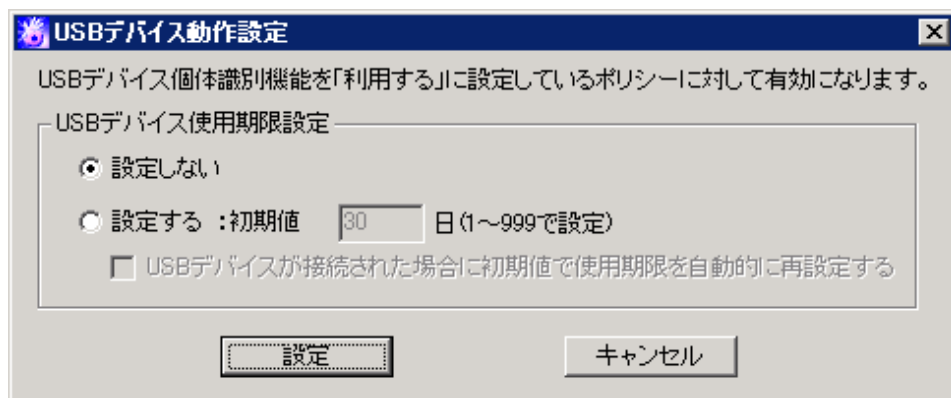 USBデバイス動作設定
USBデバイス個体識別機能を「利用する」に設定しているポリシーに対して有効になります。
USBデバイス使用期限設定
設定しない
設定する :初期値 30 日(1~999で設定)
USBデバイスが接続された場合に初期値で使用期限を自動的に再設定する
設定 キャンセル